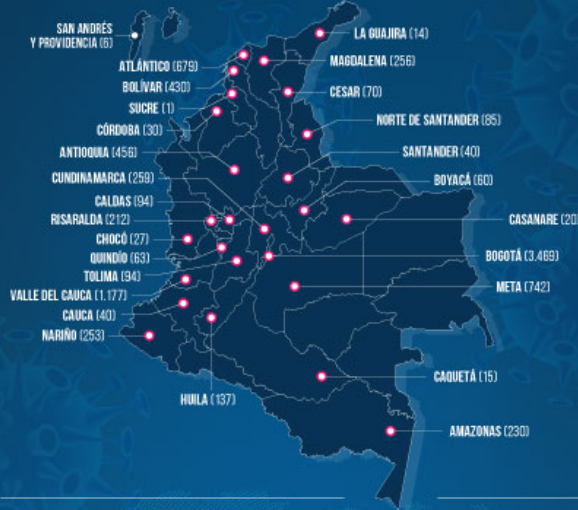 SAN ANDRÉS
Y PROVIDENCIA (6)
ATLÁNTICO (679)
BOLÍVAR (430)
SUCRE (1)
CÓRDOBA (30)
ANTIOQUIA (456)
CUNDINAMARCA (259)
CALDAS (94)
RISARALDA (212)
CHOCÓ (27)
QUINDÍO (63)
TOLIMA (94)
VALLE DEL CAUCA (1.177)
CAUCA (40)
NARIÑO (253)
HUILA (137)
LA GUAJIRA (14)
MAGDALENA (256)
CESAR (70)
NORTE DE SANTANDER (85)
SANTANDER (40)
BOYACÁ (60)
CASANARE (20
BOGOTÁ (3.469)
META (742)
CAQUETÁ (15)
AMAZONAS (230)